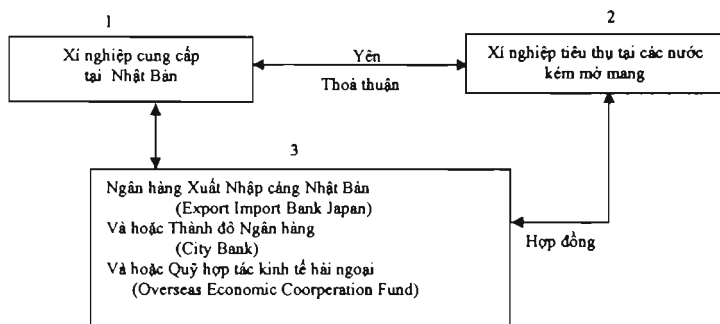 1
Xí nghiệp cung cấp
tại Nhật Bản
Yên
Thoả thuận
2
Xí nghiệp tiêu thụ tại các nước
kém mở mang
3
Ngân hàng Xuất Nhập cảng Nhật Bản
(Export Import Bank Japan)
Và hoặc Thành đô Ngân hàng
(City Bank)
Và hoặc Quỹ hợp tác kinh tế hải ngoại
(Overseas Economic Coorperation Fund)
Hợp đồng